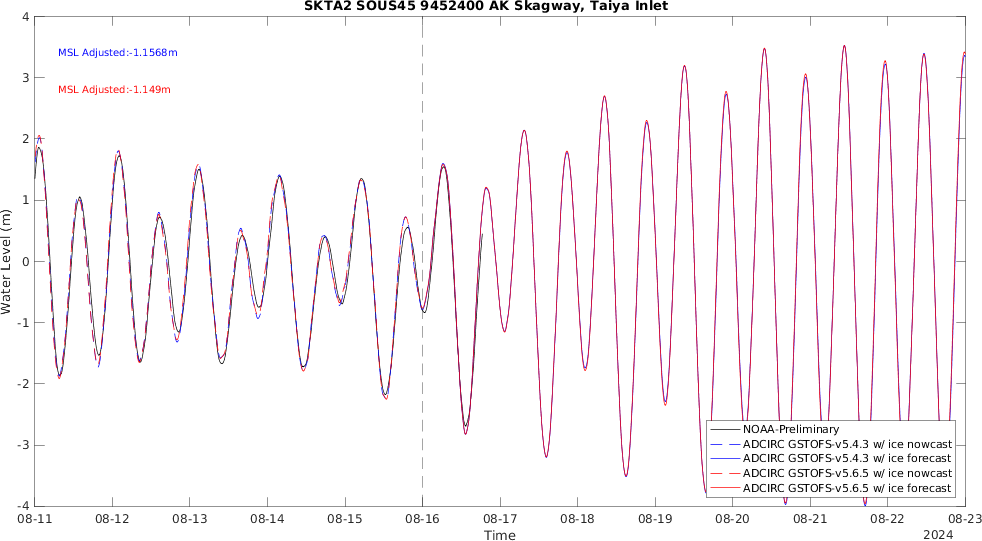 SKTA2 SOUS45 9452400 AK Skagway, Taiya Inlet
MSL Adjusted:-1.1568m
MSL Adjusted:-1.149m
Water Level (m)
4
3
2
1
0
-1
-2
-3
-4
NOAA-Preliminary
ADCIRC GSTOFS-v5.4.3 w/ ice nowcast
ADCIRC GSTOFS-v5.4.3 w/ ice forecast
ADCIRC GSTOFS-v5.6.5 w/ ice nowcast
ADCIRC GSTOFS-v5.6.5 w/ ice forecast
08-11 08-12 08-13 08-14 08-15 08-16 08-17 08-18 08-19 08-20 08-21 08-22 08-23
Time
2024